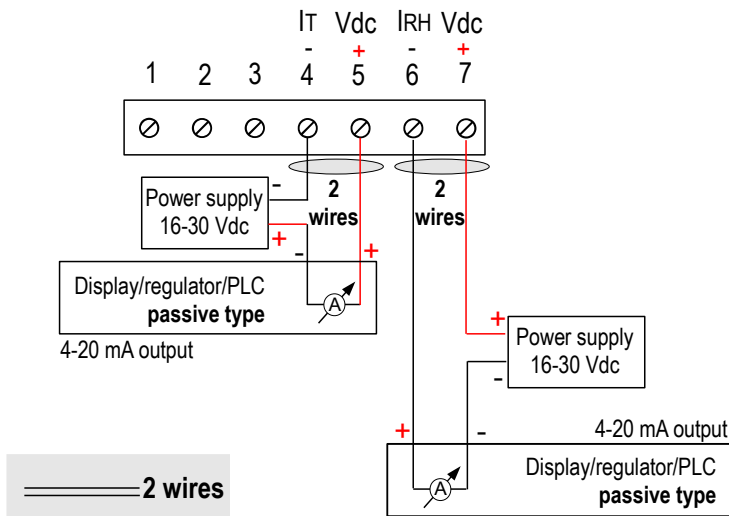 IT Vdc IRH Vdc
- + - +
1 2 3 4 5 6 7
2 wires
2 wires
Power supply
16-30 Vdc
-
+
- +
Display/regulator/PLC
passive type
A
4-20 mA output
+
-
Power supply
16-30 Vdc
+ -
4-20 mA output
Display/regulator/PLC
passive type
A
2 wires